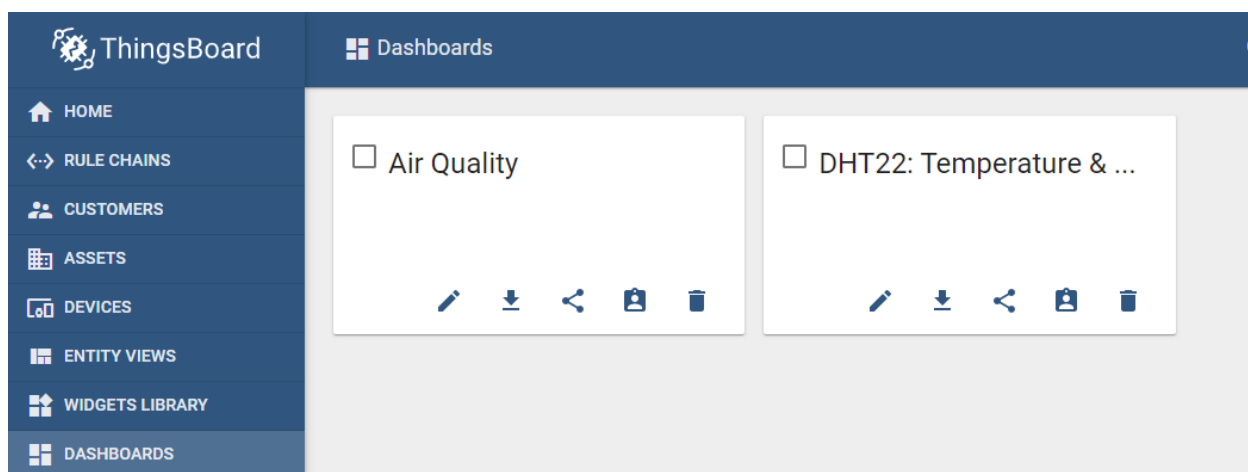 ThingsBoard
Dashboards
HOME
RULE CHAINS
CUSTOMERS
ASSETS
DEVICES
ENTITY VIEWS
WIDGETS LIBRARY
DASHBOARDS
Air Quality
DHT22: Temperature & ...